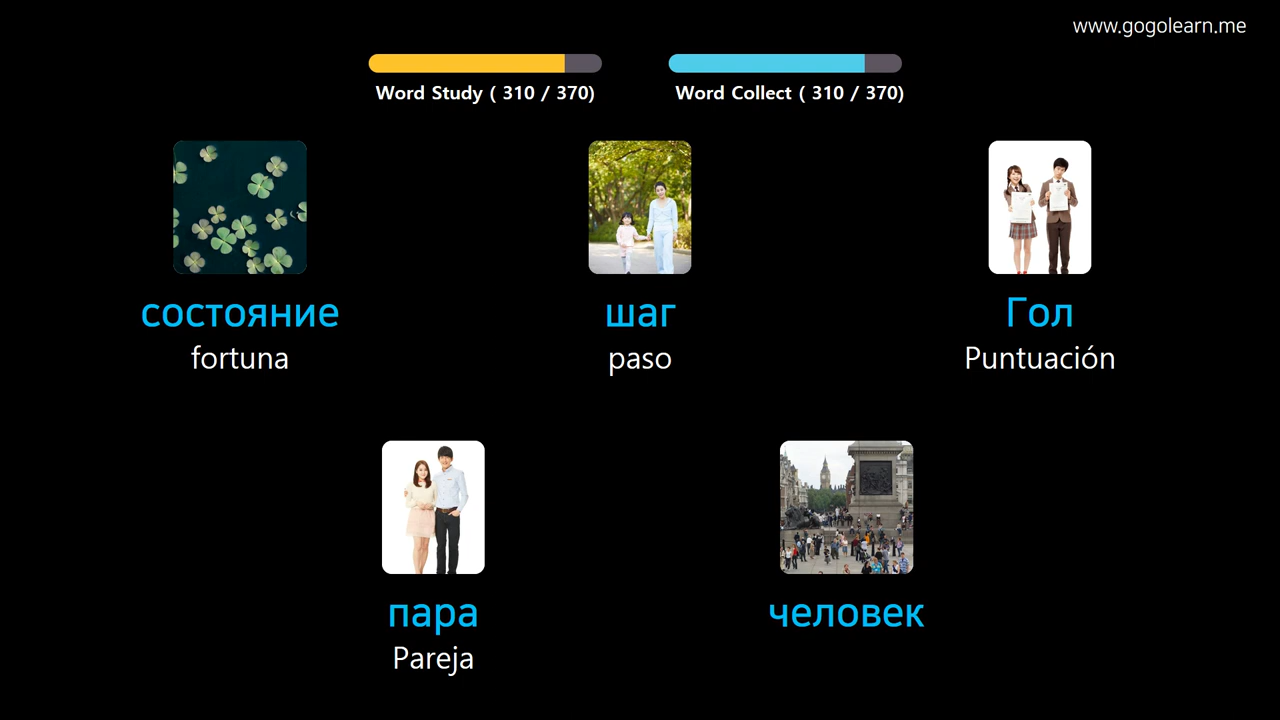 www.gogolearn.me
Word Study ( 310 / 370)
Word Collect ( 310 / 370)
состояние
fortuna
шаг
paso
Гол
Puntuación
пара
Pareja
человек